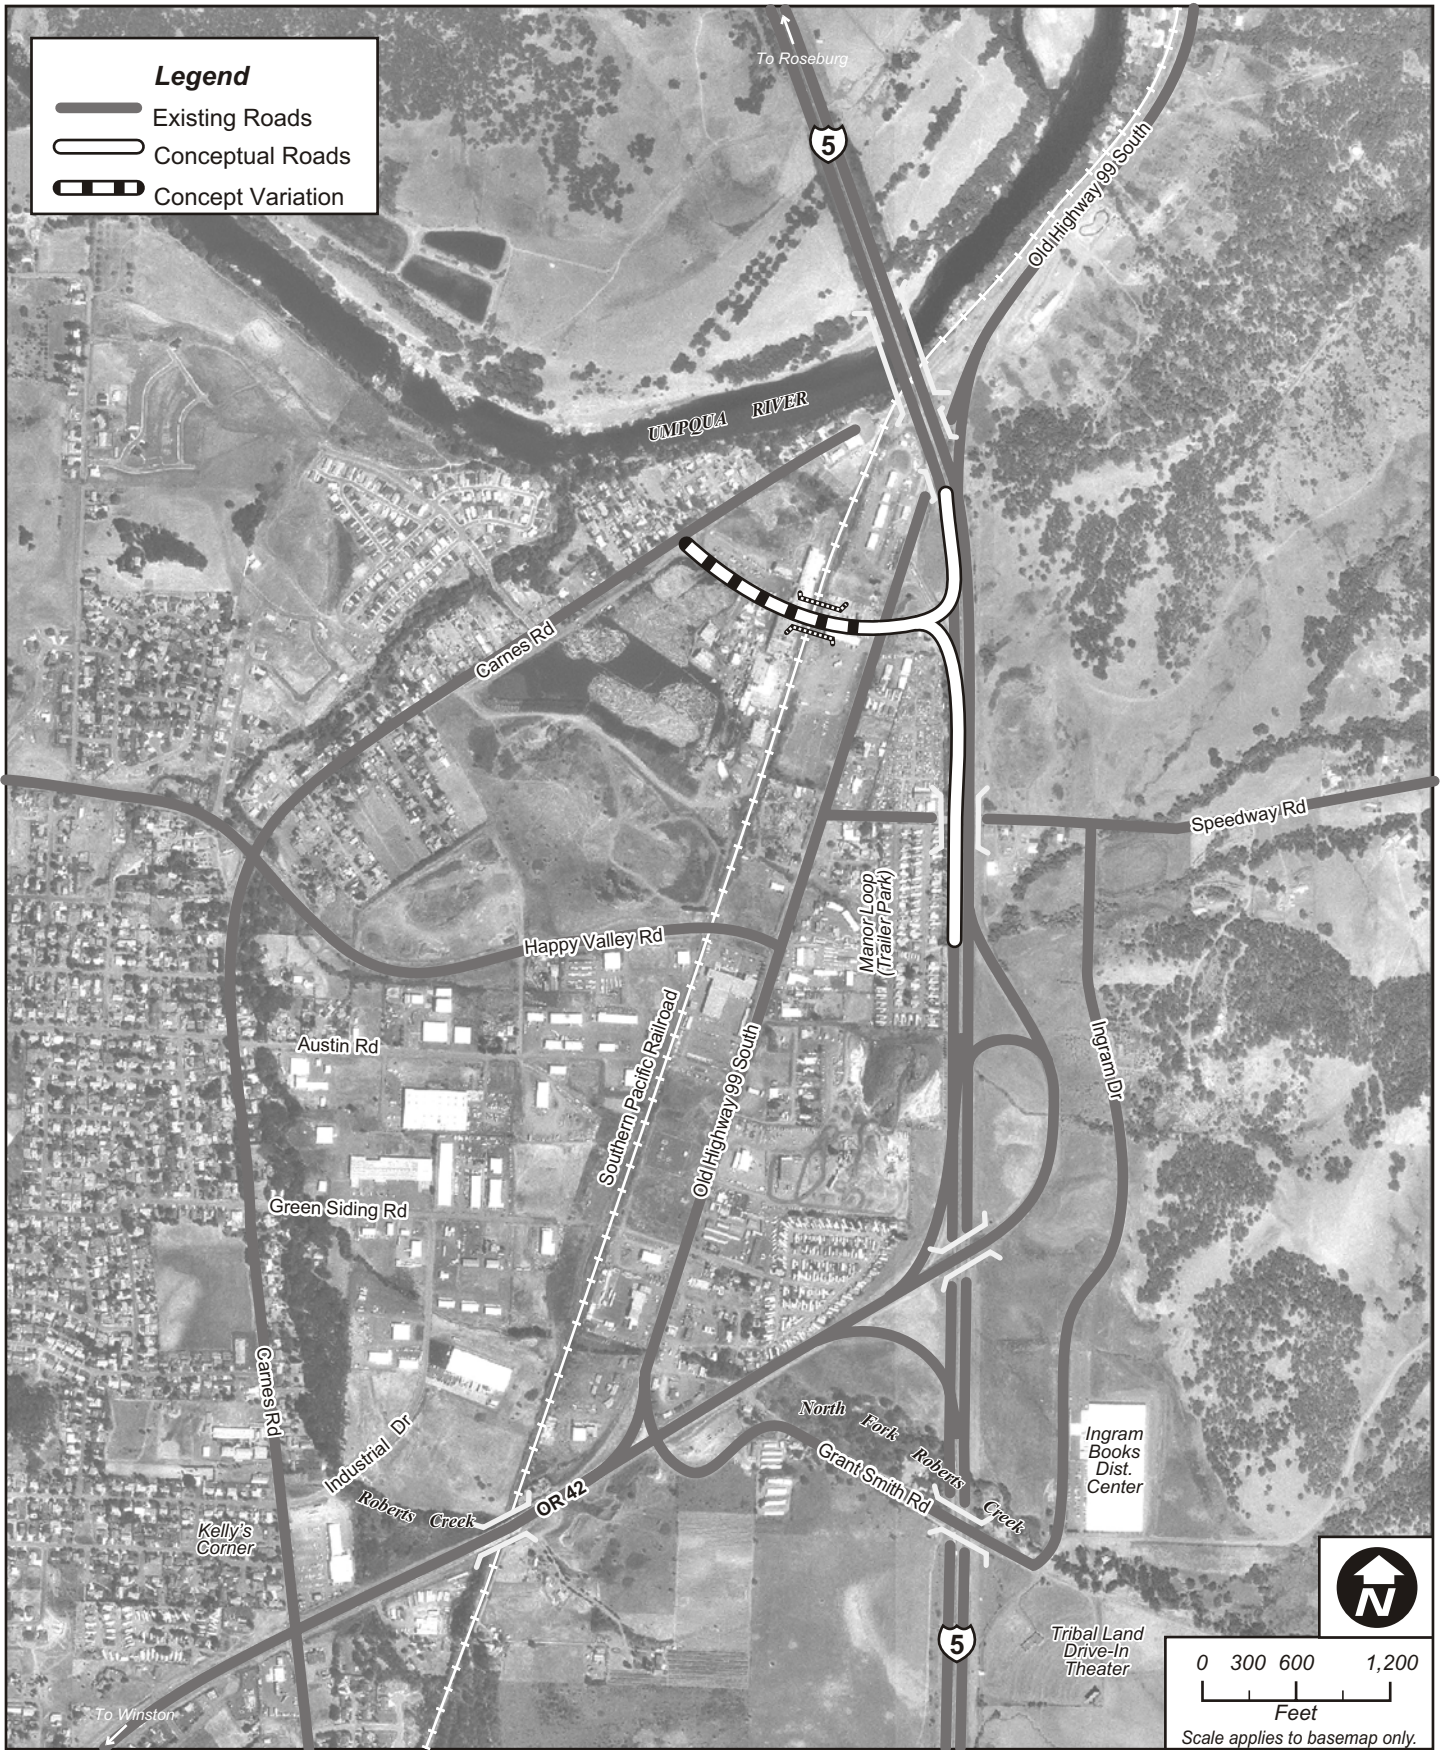 Legend
Existing Roads
Conceptual Roads
Concept Variation
To Roseburg
5
Old Highway 99 South
UMPQUA RIVER
Carnes Rd
Speedway Rd
Manor Loop
(Trailer Park)
Happy Valley Rd
Southern Pacific Railroad
Old Highway 99 South
Ingram Dr
Austin Rd
Green Siding Rd
Carnes Rd
Industrial Dr
North Fork Roberts Creek
Grant Smith Rd
Ingram
Books
Dist.
Center
Roberts Creek
OR 42
Kelly's
Corner
5
Tribal Land
Drive-In
Theater
To Winston
N
0 300 600 1,200
Feet
Scale applies to basemap only.